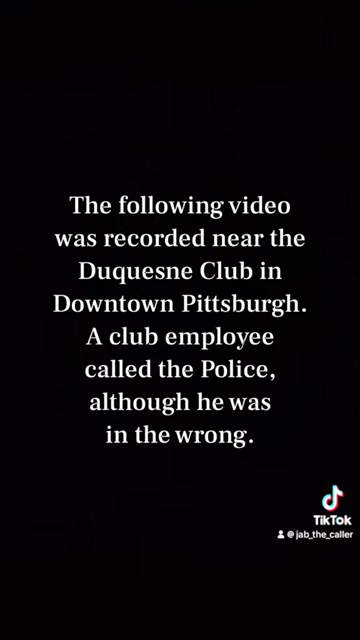 The following video
was recorded near the
Duquesne Club in
Downtown Pittsburgh.
A club employee
called the Police,
although he was
in the wrong.
TikTok
@jab_the_caller